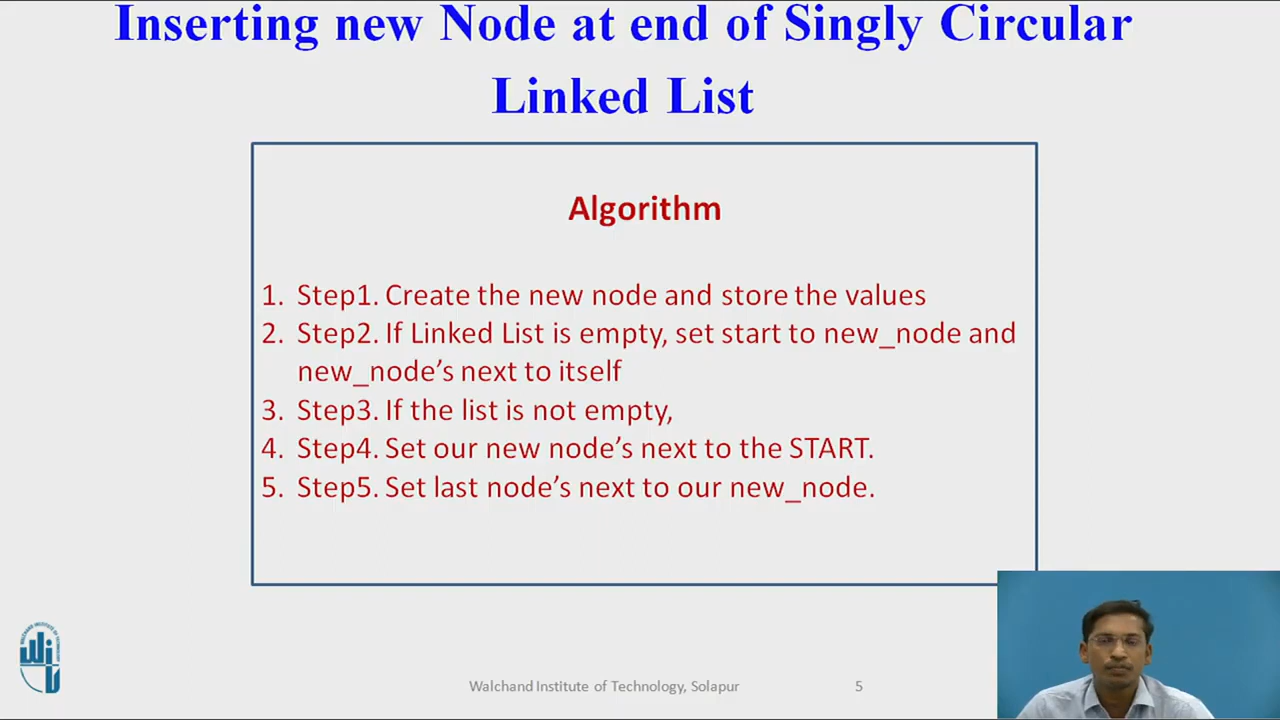 Inserting new Node at end of Singly Circular
Linked List
Algorithm
1. Step1. Create the new node and store the values
2. Step2. If Linked List is empty, set start to new_node and
new_node’s next to itself
3. Step3. If the list is not empty,
4. Step4. Set our new node’s next to the START.
5. Step5. Set last node’s next to our new_node.
Walchand Institute of Technology, Solapur 5